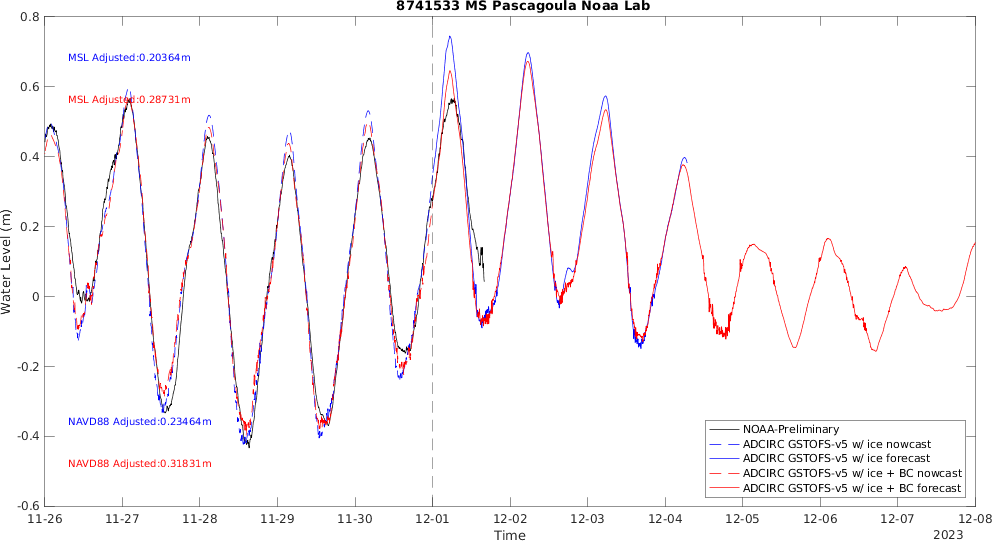 8741533 MS Pascagoula Noaa Lab
Water Level (m)
0.8
0.6
0.4
0.2
0
-0.2
-0.4
-0.6
MSL Adjusted:0.20364m
MSL Adjusted:0.28731m
NAVD88 Adjusted:0.23464m
NAVD88 Adjusted:0.31831m
NOAA-Preliminary
ADCIRC GSTOFS-v5 w/ ice nowcast
ADCIRC GSTOFS-v5 w/ ice forecast
ADCIRC GSTOFS-v5 w/ ice + BC nowcast
ADCIRC GSTOFS-v5 w/ ice + BC forecast
11-26 11-27 11-28 11-29 11-30 12-01 12-02 12-03 12-04 12-05 12-06 12-07 12-08
Time
2023